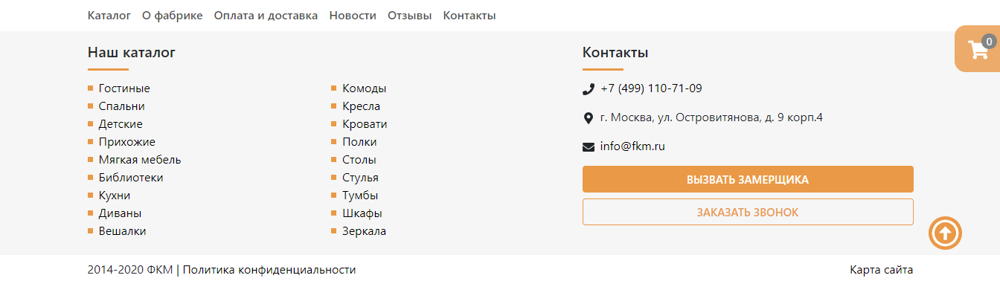 Каталог О фабрике Оплата и доставка Новости Отзывы Контакты
0
Наш каталог
Гостиные
Спальни
Детские
Прихожие
Мягкая мебель
Библиотеки
Кухни
Диваны
Вешалки
Комоды
Кресла
Кровати
Полки
Столы
Стулья
Тумбы
Шкафы
Зеркала
Контакты
+7 (499) 110-71-09
г. Москва, ул. Островитянова, д. 9 корп.4
info@fkm.ru
ВЫЗВАТЬ ЗАМЕРЩИКА
ЗАКАЗАТЬ ЗВОНОК
2014-2020 ФКМ | Политика конфиденциальности
Карта сайта